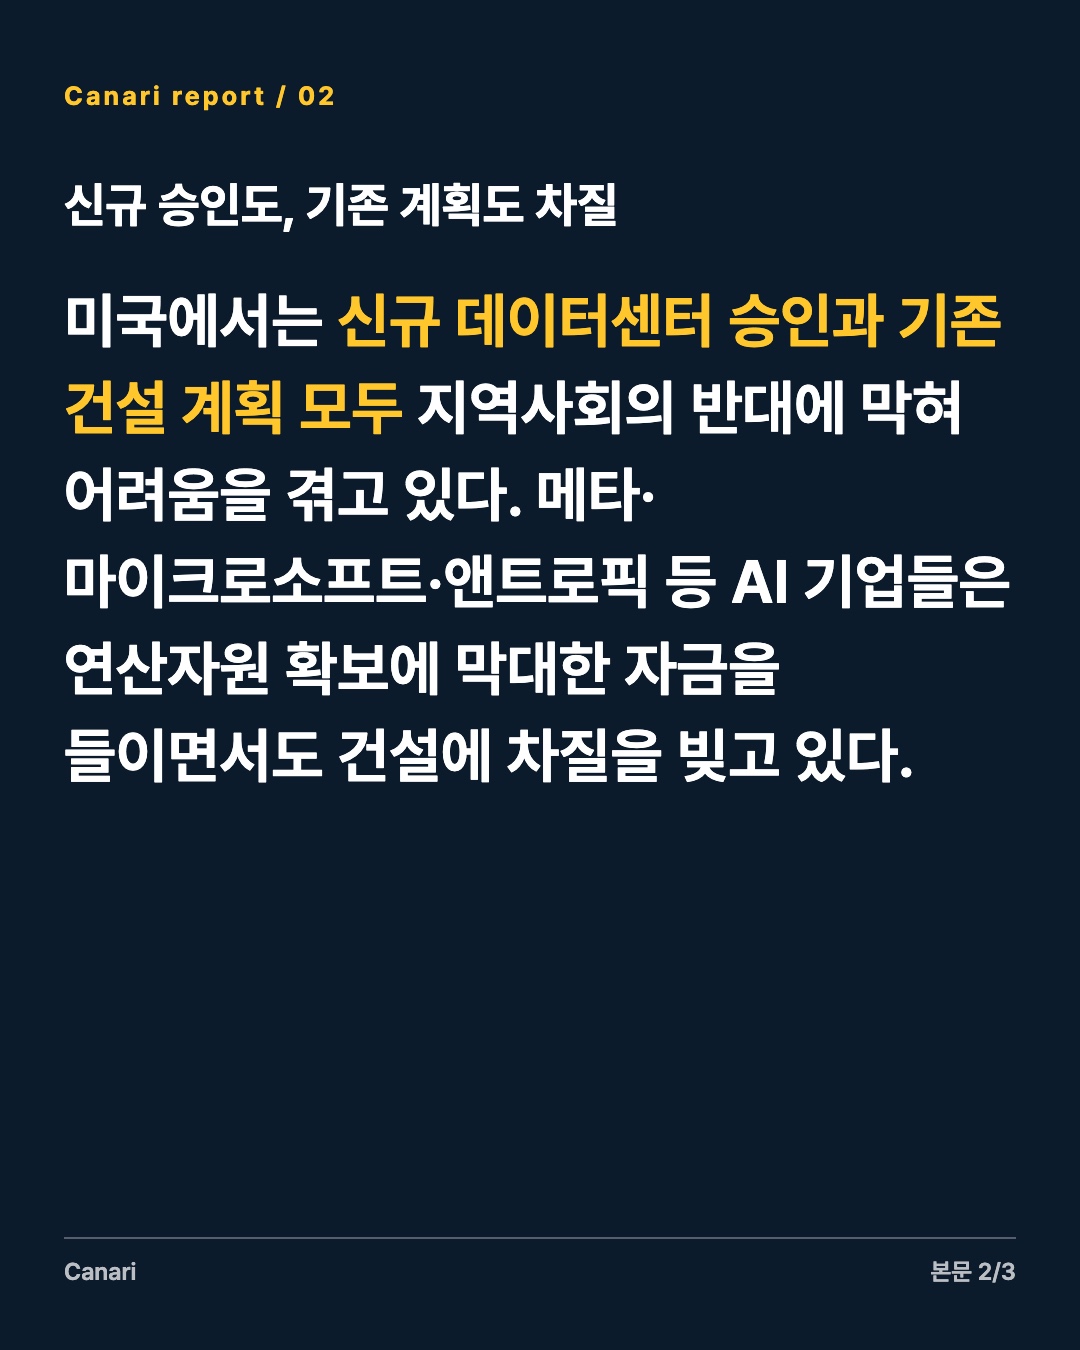 Canari report / 02
신규 승인도, 기존 계획도 차질
미국에서는 신규 데이터센터 승인과 기존
건설 계획 모두 지역사회의 반대에 막혀
어려움을 겪고 있다. 메타·
마이크로소프트·앤트로픽 등 AI 기업들은
연산자원 확보에 막대한 자금을
들이면서도 건설에 차질을 빚고 있다.
Canari
본문 2/3